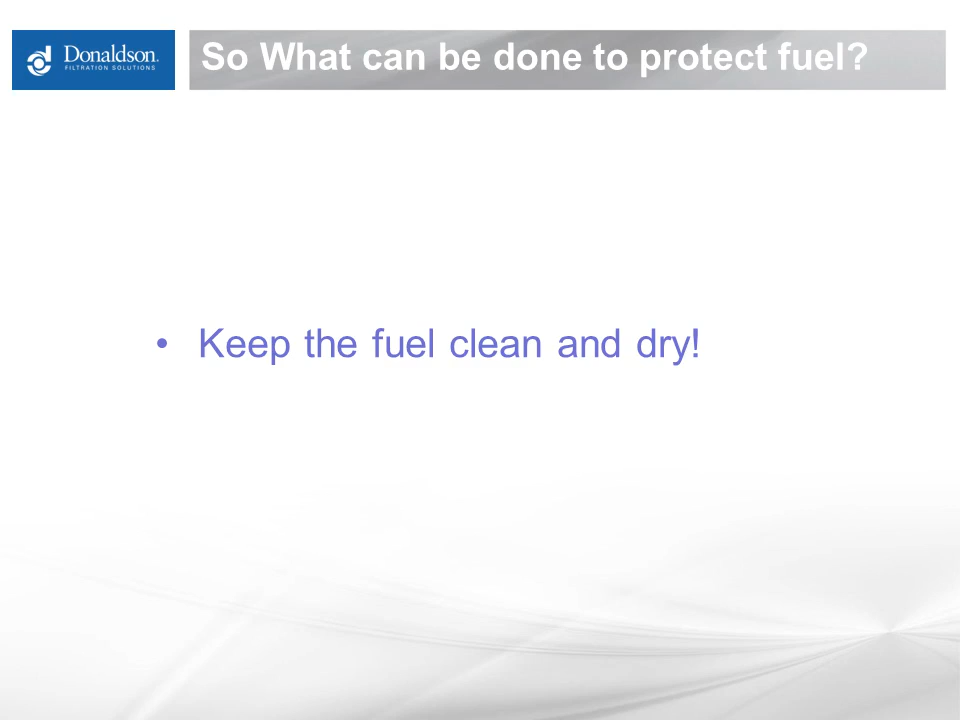 Donaldson.
FILTRATION SOLUTIONS
So What can be done to protect fuel?
• Keep the fuel clean and dry!